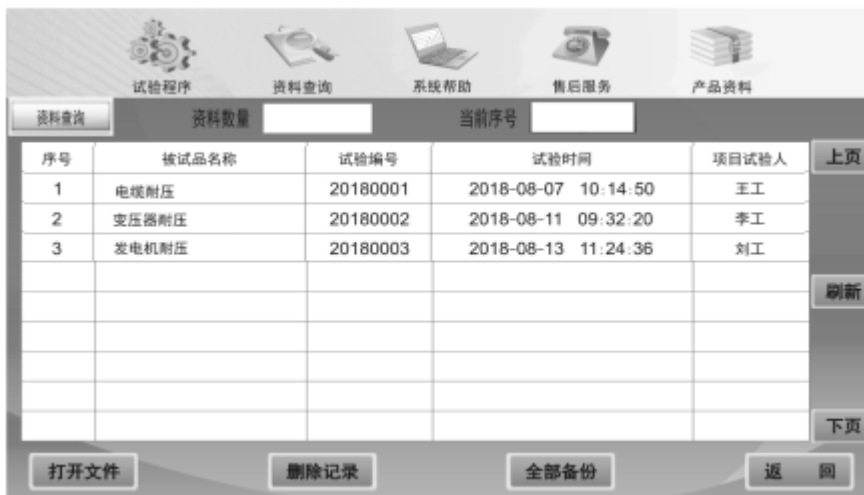 试验程序 资料查询 系统帮助 售后服务 产品资料
资料查询 资料数量 当前序号
序号 被试品名称 试验编号 试验时间 项目试验人 上页
1 电缆耐压 20180001 2018-08-07 10:14:50 王工
2 变压器耐压 20180002 2018-08-11 09:32:20 李工
3 发电机耐压 20180003 2018-08-13 11:24:36 刘工
刷新
下页
打开文件 删除记录 全部备份 返 回